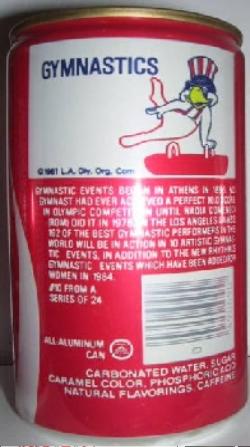 GYMNASTICS
© 1981 L.A. Oly. Org. Com.
GYMNASTIC EVENTS BEGAN IN ATHENS IN 1896. NO
GYMNAST HAD EVER ACHIEVED A PERFECT 10.0 SCORE
IN OLYMPIC COMPETITION UNTIL NADIA
DID IT IN 1976. IN THE LOS ANGELES GAMES
OF THE BEST GYMNASTIC PERFORMERS IN THE
WORLD WILL BE IN ACTION IN 10 ARTISTIC GYMNAS-
TIC EVENTS, IN ADDITION TO THE NEW RHYTHMIC
GYMNASTIC EVENTS WHICH HAVE BEEN ADDED FOR
WOMEN IN 1984.
FROM A
SERIES OF 24
ALL-ALUMINUM
CAN
CARBONATED WATER, SUGAR
CARAMEL COLOR, PHOSPHORIC ACID
NATURAL FLAVORINGS, CAFFEINE